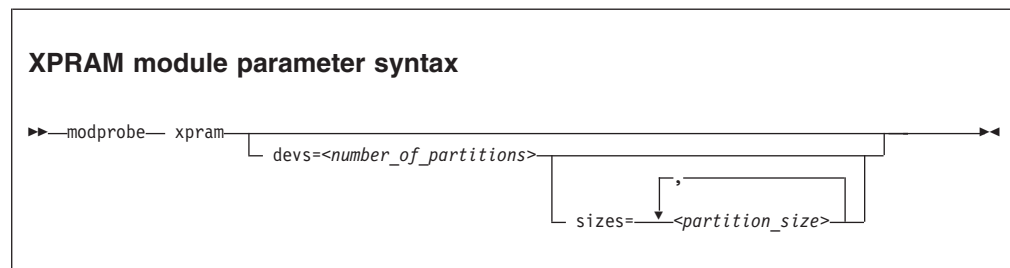 XPRAM module parameter syntax
modprobe xpram
devs=<number_of_partitions>
,
sizes= <partition_size>